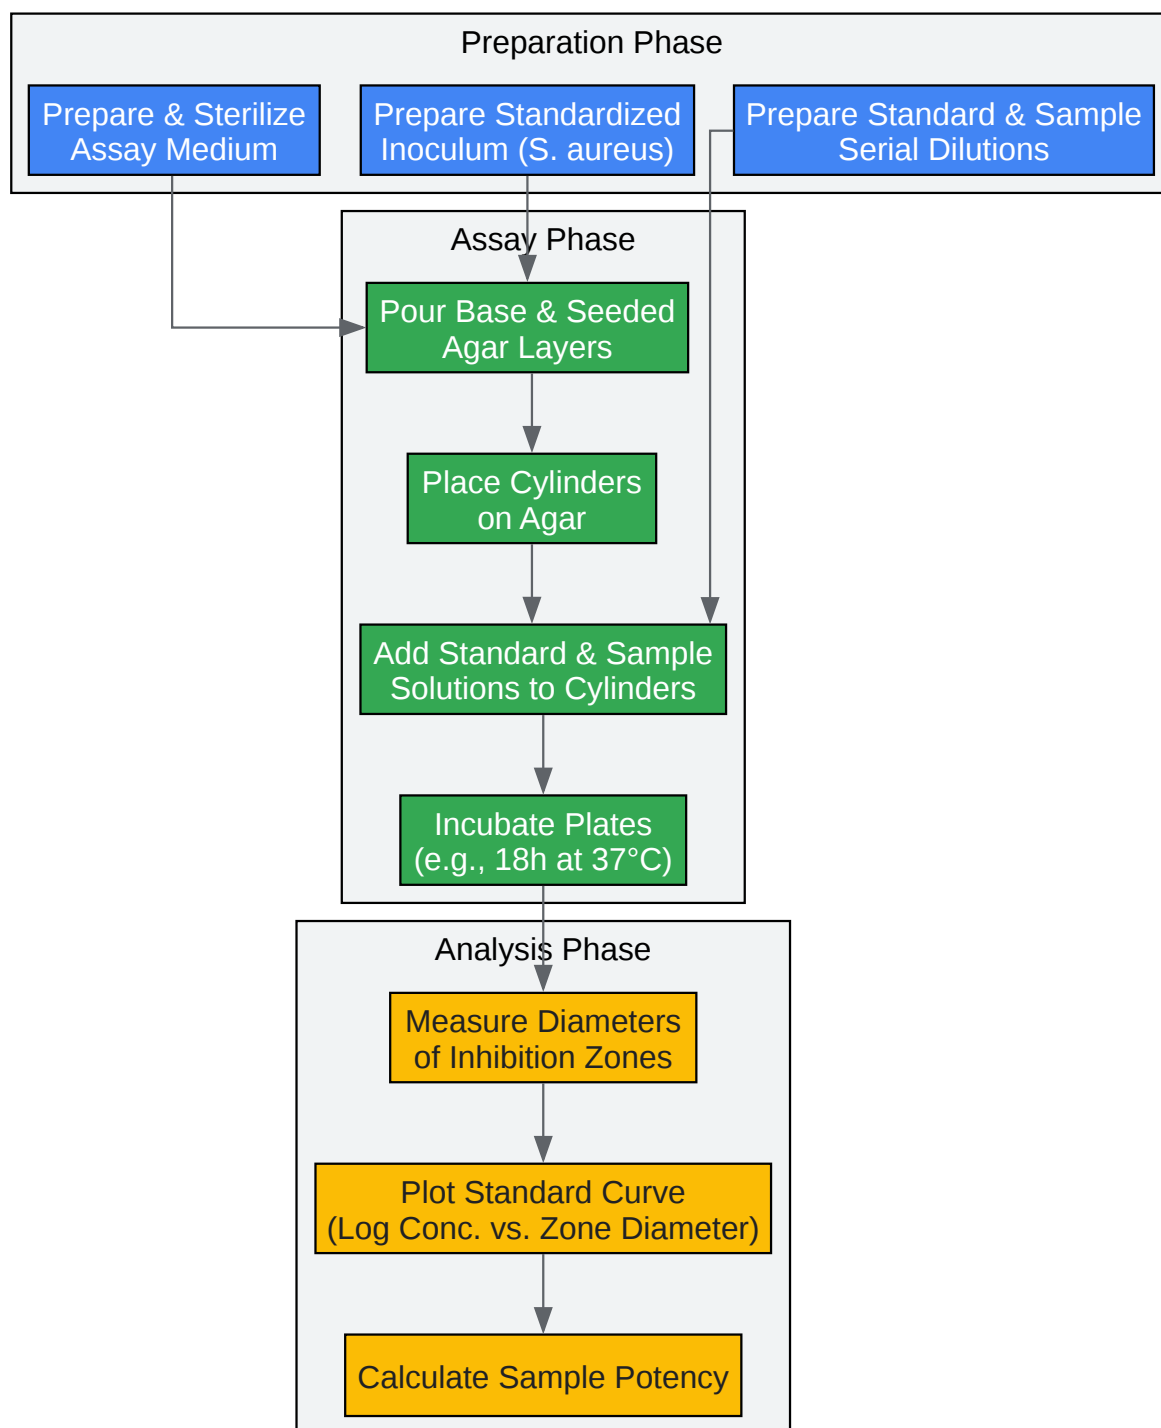 Preparation Phase
Prepare & Sterilize
Assay Medium
Prepare Standardized
Inoculum (S. aureus)
Prepare Standard & Sample
Serial Dilutions
Assay Phase
Pour Base & Seeded
Agar Layers
Place Cylinders
on Agar
Add Standard & Sample
Solutions to Cylinders
Incubate Plates
(e.g., 18h at 37°C)
Analysis Phase
Measure Diameters
of Inhibition Zones
Plot Standard Curve
(Log Conc. vs. Zone Diameter)
Calculate Sample Potency